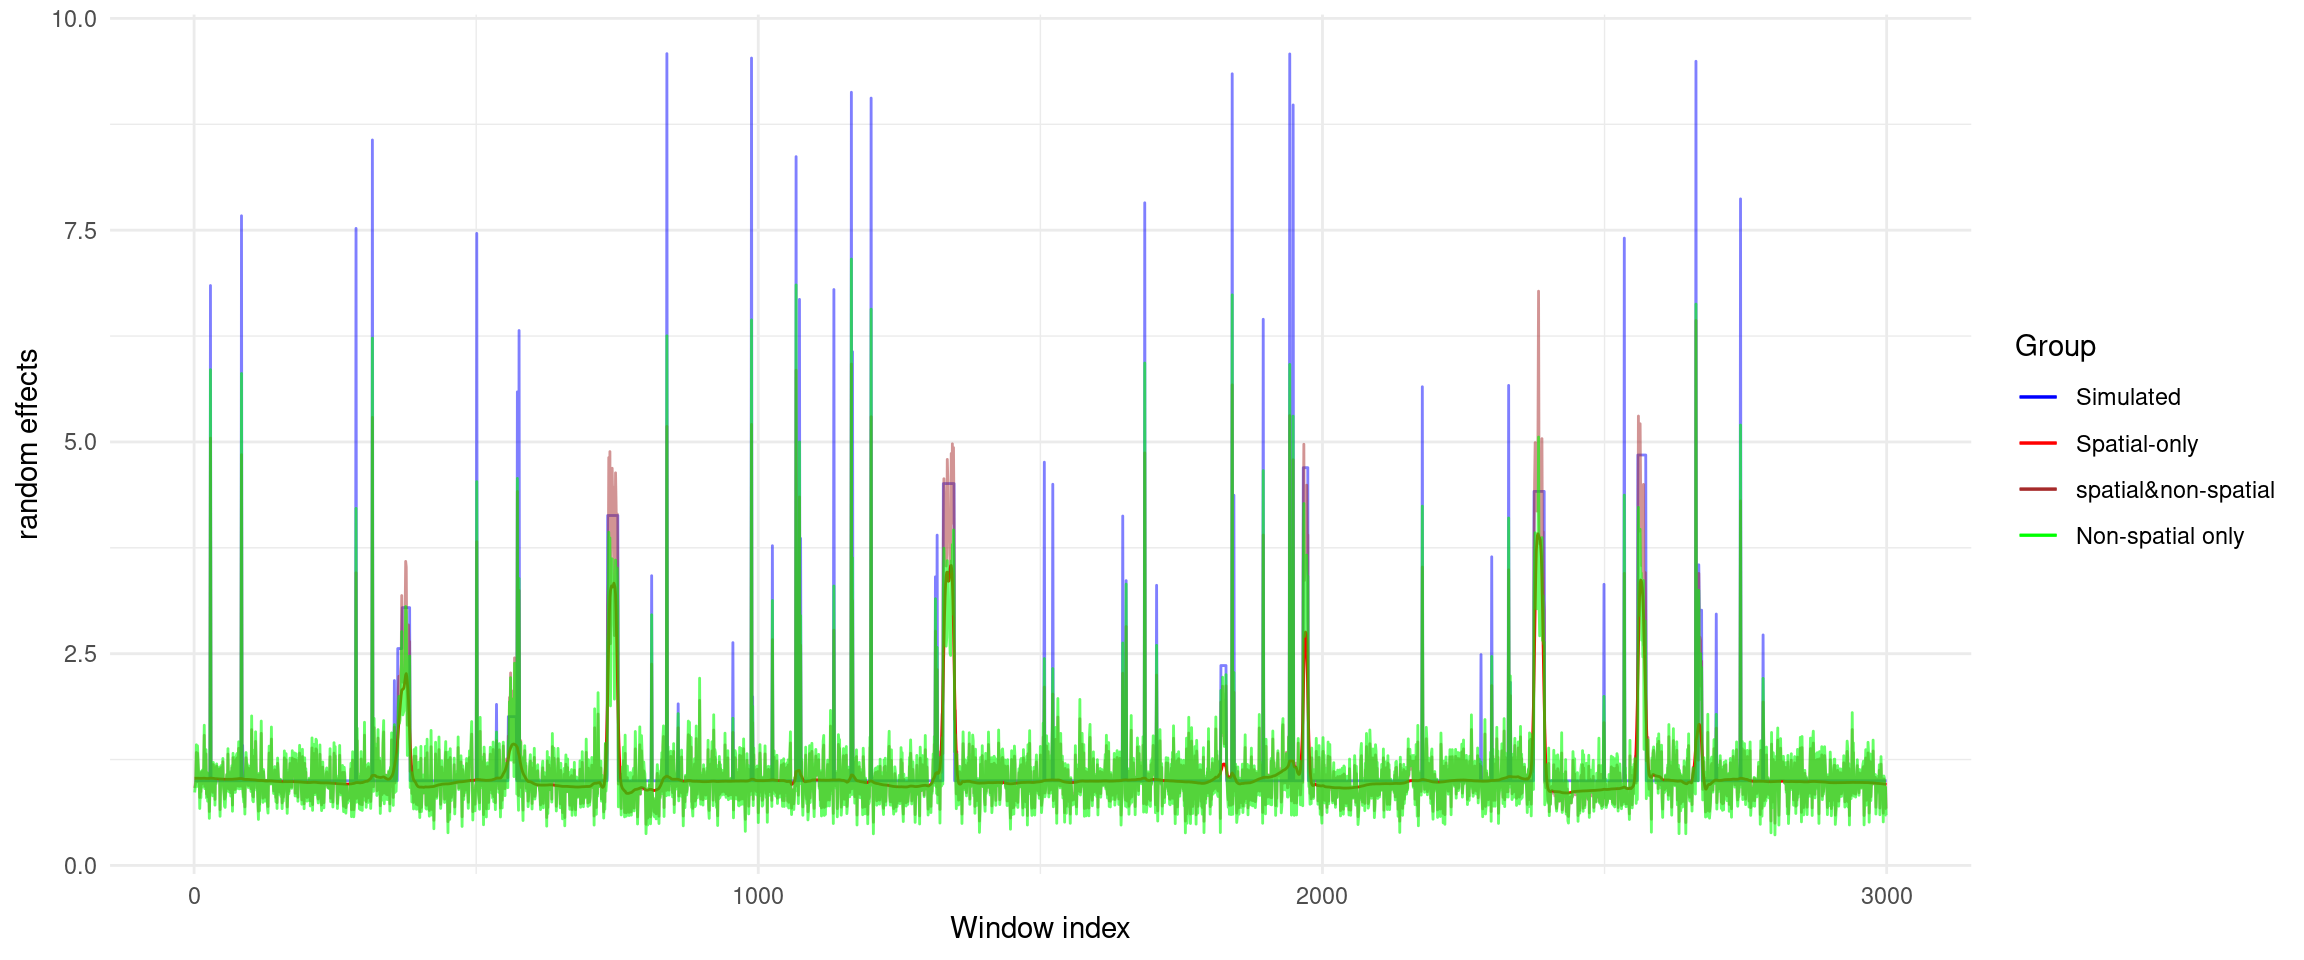 10.0
7.5
5.0
2.5
0.0
random effects
0
1000
2000
3000
Window index
Group
Simulated
Spatial-only
spatial&non-spatial
Non-spatial only